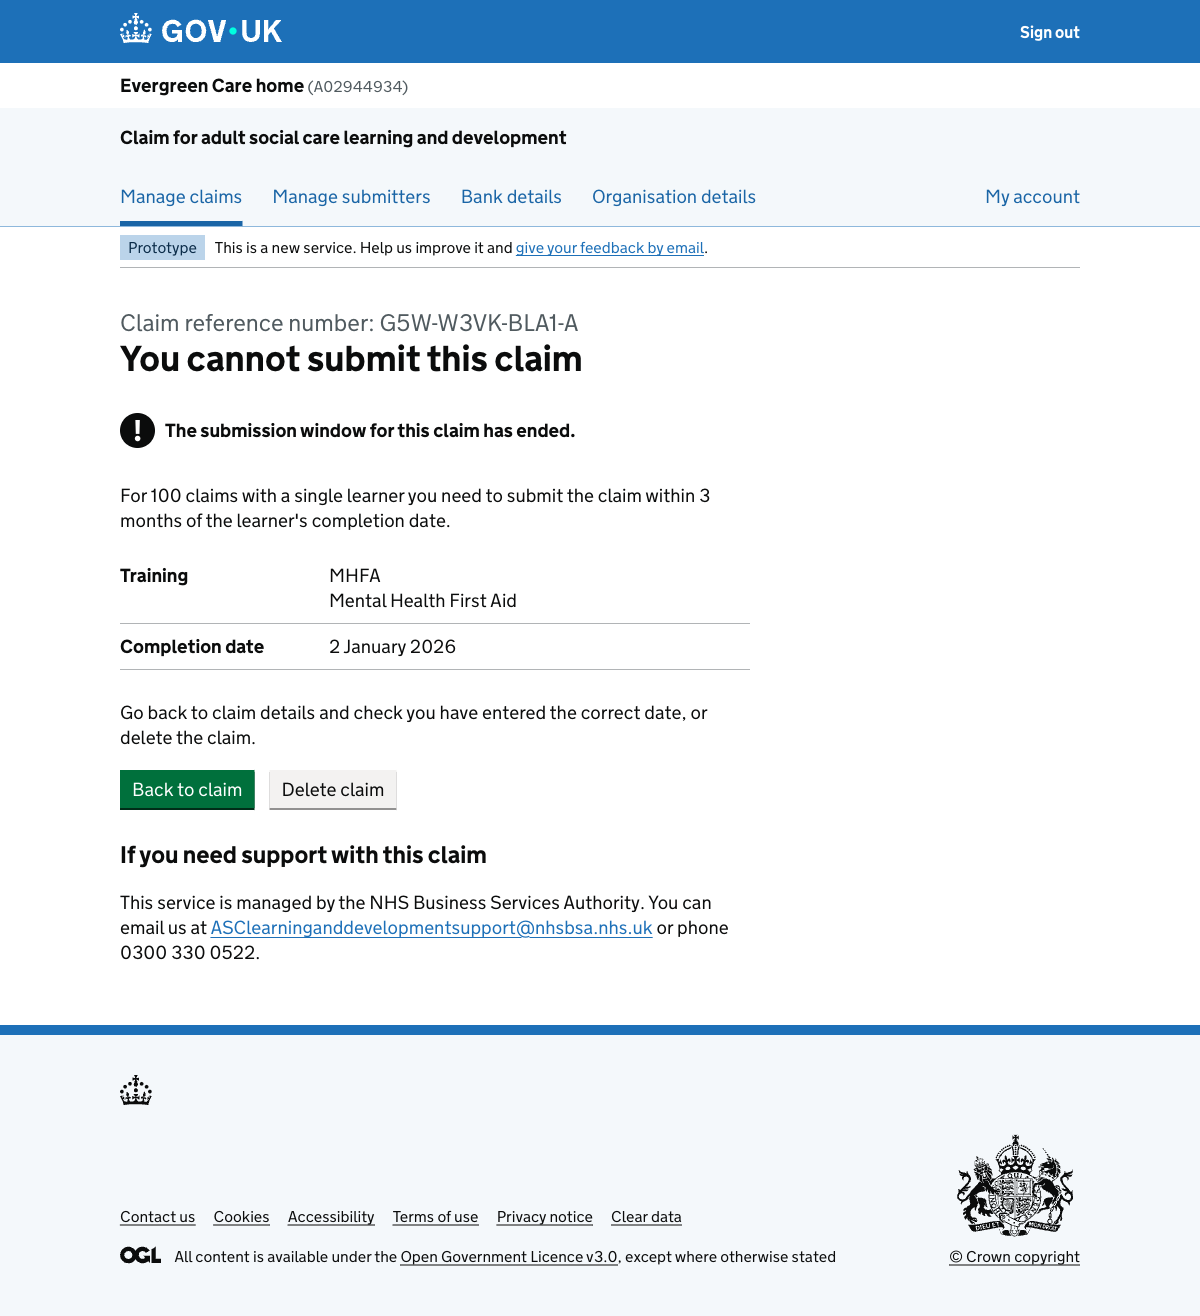 GOV·UK
Sign out
Evergreen Care home (A02944934)
Claim for adult social care learning and development
Manage claims Manage submitters Bank details Organisation details My account
Prototype This is a new service. Help us improve it and give your feedback by email.
Claim reference number: G5W-W3VK-BLA1-A
You cannot submit this claim
! The submission window for this claim has ended.
For 100 claims with a single learner you need to submit the claim within 3
months of the learner's completion date.
Training MHFA
Mental Health First Aid
Completion date 2 January 2026
Go back to claim details and check you have entered the correct date, or
delete the claim.
Back to claim Delete claim
If you need support with this claim
This service is managed by the NHS Business Services Authority. You can
email us at ASClearninganddevelopmentsupport@nhsbsa.nhs.uk or phone
0300 330 0522.
Contact us Cookies Accessibility Terms of use Privacy notice Clear data
OGL All content is available under the Open Government Licence v3.0, except where otherwise stated
© Crown copyright